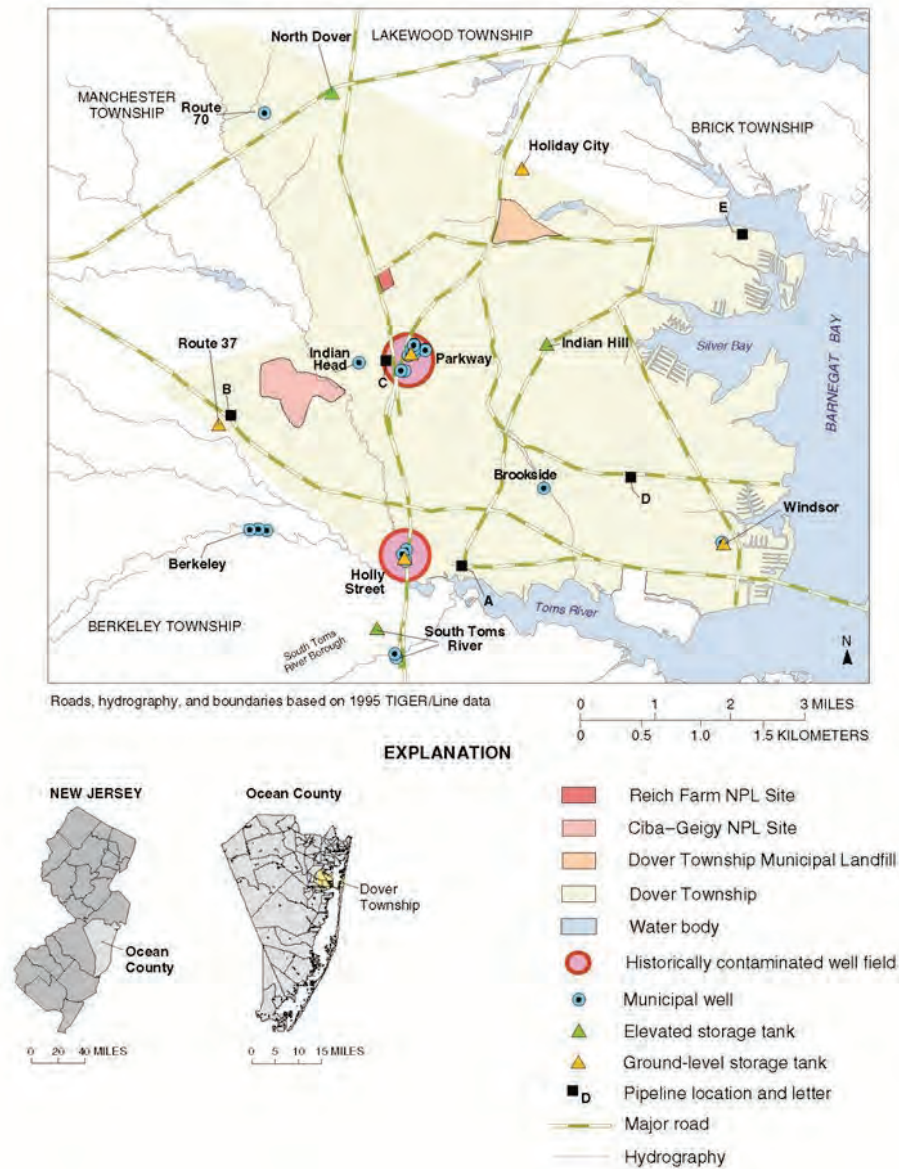 North Dover
LAKEWOOD TOWNSHIP
MANCHESTER
TOWNSHIP
Route
70
BRICK TOWNSHIP
Holiday City
E
Route 37
Indian
Head
Parkway
C
Indian Hill
Silver Bay
BARNEGAT BAY
B
Brookside
D
Windsor
Berkeley
Holly
Street
A
Toms River
BERKELEY TOWNSHIP
South Toms
River Borough
South Toms
River
N
Roads, hydrography, and boundaries based on 1995 TIGER/Line data
0 1 2 3 MILES
0 0.5 1.0 1.5 KILOMETERS
EXPLANATION
NEW JERSEY
Ocean
County
0 20 40 MILES
Ocean County
Dover
Township
0 5 10 15 MILES
Reich Farm NPL Site
Ciba–Geigy NPL Site
Dover Township Municipal Landfill
Dover Township
Water body
Historically contaminated well field
Municipal well
Elevated storage tank
Ground-level storage tank
D Pipeline location and letter
Major road
Hydrography